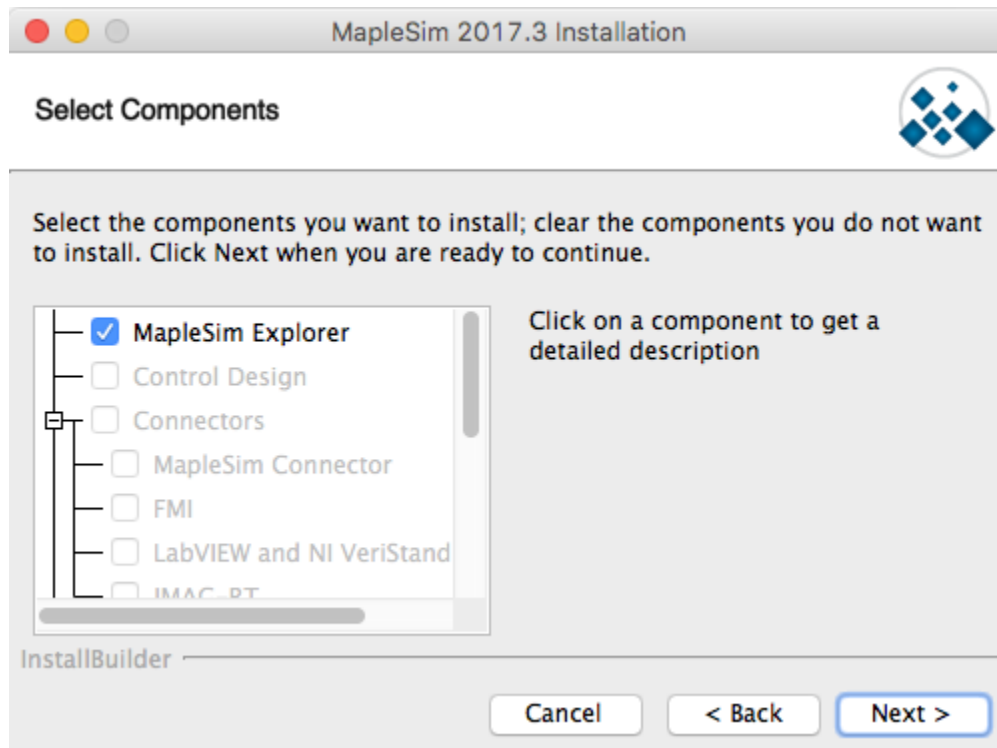 MapleSim 2017.3 Installation
Select Components
Select the components you want to install; clear the components you do not want
to install. Click Next when you are ready to continue.
MapleSim Explorer
Control Design
Connectors
MapleSim Connector
FMI
LabVIEW and NI VeriStand
Click on a component to get a
detailed description
InstallBuilder
Cancel
< Back
Next >